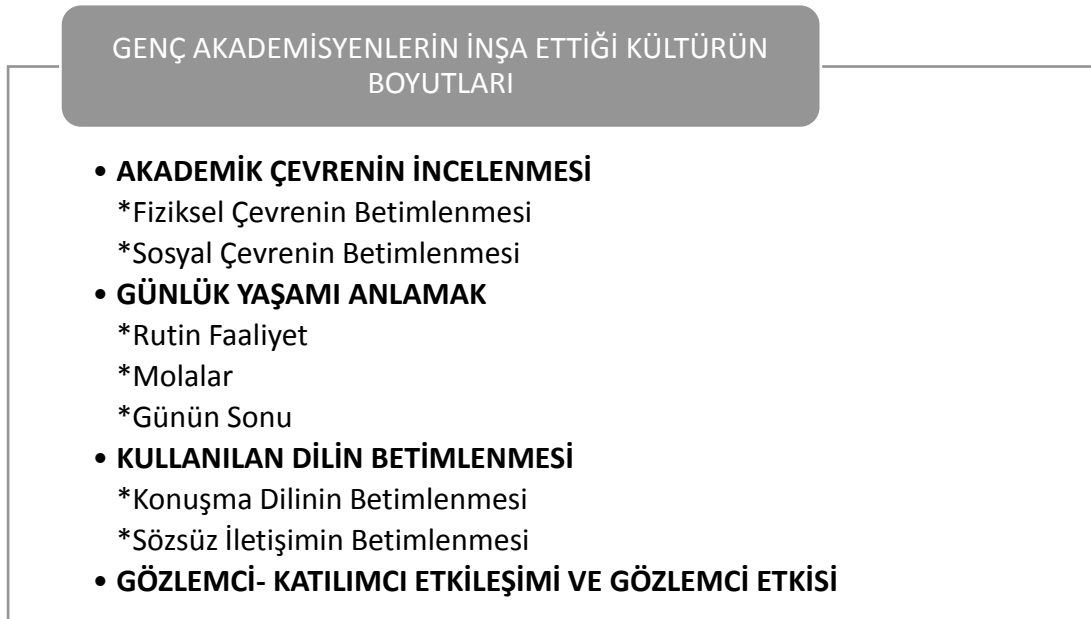 GENÇ AKADEMİSYENLERİN İNŞA ETTİĞİ KÜLTÜRÜN
BOYUTLARI
• AKADEMİK ÇEVRENİN İNCELENMESİ
*Fiziksel Çevrenin Betimlenmesi
*Sosyal Çevrenin Betimlenmesi
• GÜNLÜK YAŞAMI ANLAMAK
*Rutin Faaliyet
*Molalar
*Günün Sonu
• KULLANILAN DİLİN BETİMLENMESİ
*Konuşma Dilinin Betimlenmesi
*Sözsüz İletişimin Betimlenmesi
• GÖZLEMCİ- KATILIMCI ETKİLEŞİMİ VE GÖZLEMCİ ETKİSİ